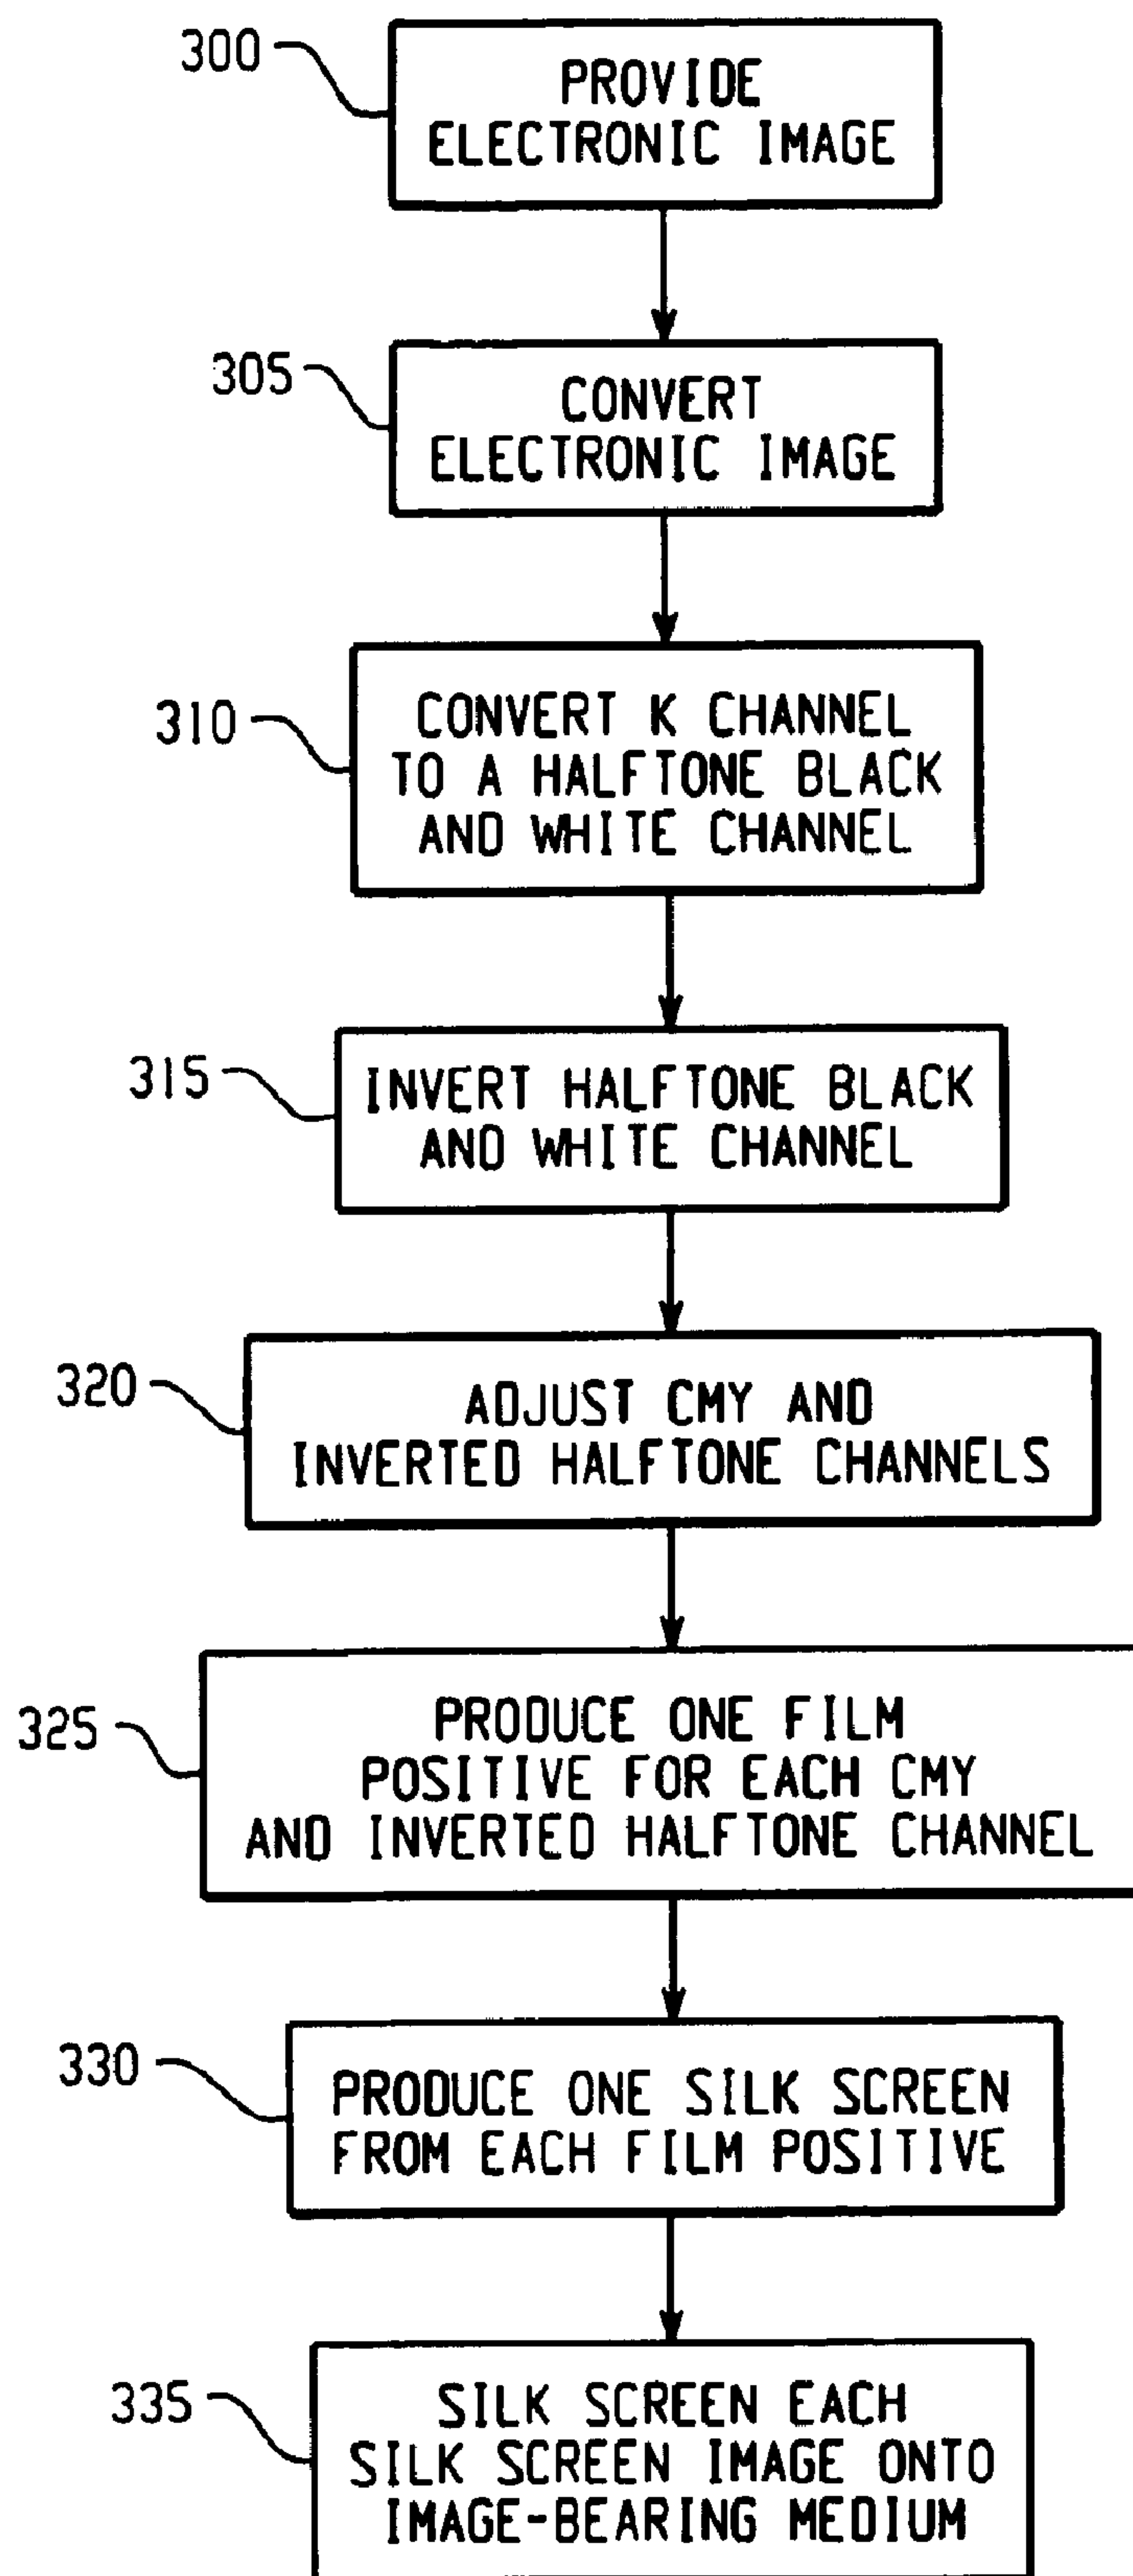 300
PROVIDE
ELECTRONIC IMAGE
305
CONVERT
ELECTRONIC IMAGE
310
CONVERT K CHANNEL
TO A HALFTONE BLACK
AND WHITE CHANNEL
315
INVERT HALFTONE BLACK
AND WHITE CHANNEL
320
ADJUST CMY AND
INVERTED HALFTONE CHANNELS
325
PRODUCE ONE FILM
POSITIVE FOR EACH CMY
AND INVERTED HALFTONE CHANNEL
330
PRODUCE ONE SILK SCREEN
FROM EACH FILM POSITIVE
335
SILK SCREEN EACH
SILK SCREEN IMAGE ONTO
IMAGE-BEARING MEDIUM